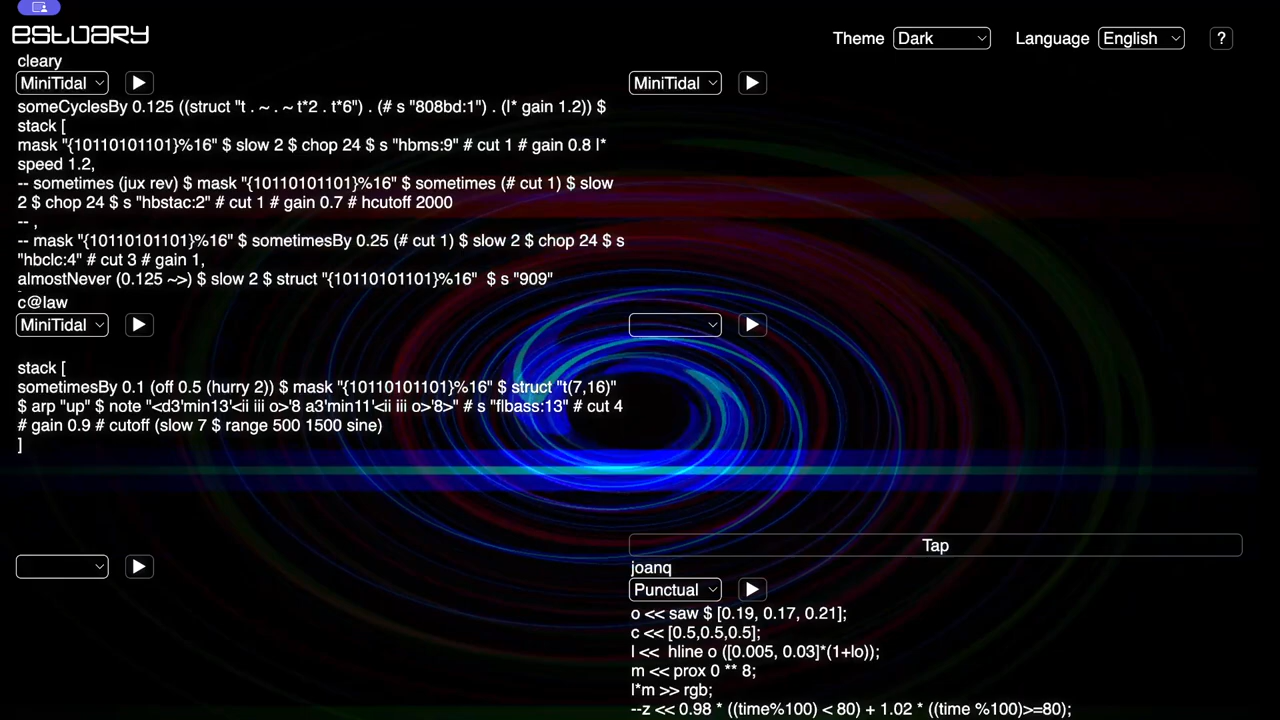 estuary
Theme Dark Language English ?
cleary
MiniTidal
MiniTidal
someCyclesBy 0.125 ((struct "t . ~ . ~ t*2 . t*6") . (# s "808bd:1") . (|* gain 1.2)) $
stack [
mask "{10110101101}%16" $ slow 2 $ chop 24 $ s "hbms:9" # cut 1 # gain 0.8 |*
speed 1.2,
-- sometimes (jux rev) $ mask "{10110101101}%16" $ sometimes (# cut 1) $ slow
2 $ chop 24 $ s "hbstac:2" # cut 1 # gain 0.7 # hcutoff 2000
-- ,
-- mask "{10110101101}%16" $ sometimesBy 0.25 (# cut 1) $ slow 2 $ chop 24 $ s
"hbclc:4" # cut 3 # gain 1,
almostNever (0.125 ~>) $ slow 2 $ struct "{10110101101}%16"  $ s "909"
c@law
MiniTidal
stack [
sometimesBy 0.1 (off 0.5 (hurry 2)) $ mask "{10110101101}%16" $ struct "t(7,16)"
$ arp "up" $ note "<d3'min13'<ii iii o>'8 a3'min11'<ii iii o>'8>" # s "flbass:13" # cut 4
# gain 0.9 # cutoff (slow 7 $ range 500 1500 sine)
]
Tap
joanq
Punctual
o << saw $ [0.19, 0.17, 0.21];
c << [0.5,0.5,0.5];
l <<  hline o ([0.005, 0.03]*(1+lo));
m << prox 0 ** 8;
l*m >> rgb;
--z << 0.98 * ((time%100) < 80) + 1.02 * ((time %100)>=80);